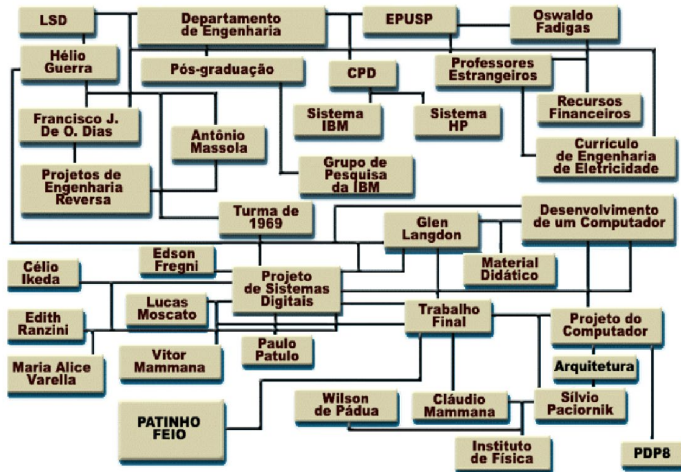 LSD
Departamento
de Engenharia
EPUSP
Oswaldo
Fadigas
Hélio
Guerra
Pós-graduação
CPD
Professores
Estrangeiros
Sistema
IBM
Sistema
HP
Recursos
Financeiros
Francisco J.
De O. Dias
Antônio
Massola
Currículo
de Engenharia
de Eletricidade
Projetos de
Engenharia
Reversa
Grupo de
Pesquisa
da IBM
Turma de
1969
Glen
Langdon
Desenvolvimento
de um Computador
Edson
Fregni
Material
Didático
Célio
Ikeda
Projeto
de Sistemas
Digitais
Lucas
Moscato
Trabalho
Final
Projeto do
Computador
Edith
Ranzini
Paulo
Patulo
Vitor
Mammana
Maria Alice
Varella
Arquitetura
PATINHO
FEIO
Wilson
de Pádua
Cláudio
Mammana
Sílvio
Paciornik
Instituto
de Física
PDP8